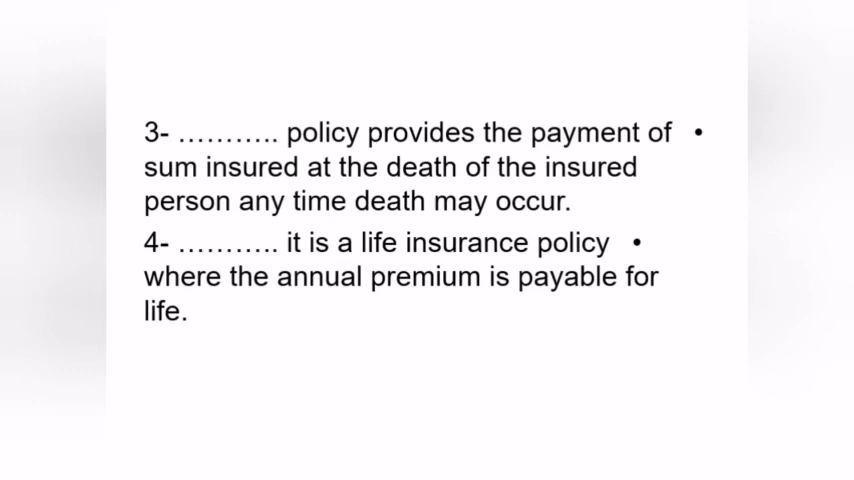 3- ……….. policy provides the payment of •
sum insured at the death of the insured
person any time death may occur.
4- ……….. it is a life insurance policy •
where the annual premium is payable for
life.